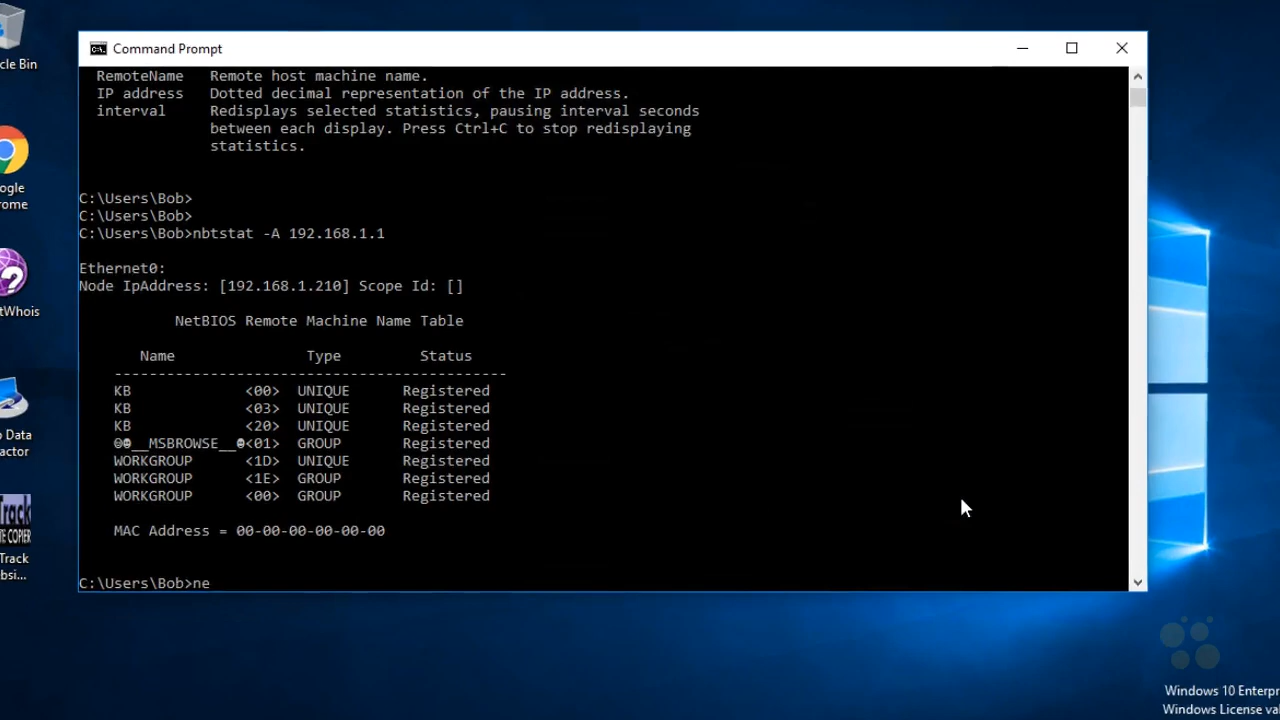 Command Prompt
RemoteName   Remote host machine name.
IP address   Dotted decimal representation of the IP address.
interval     Redisplays selected statistics, pausing interval seconds
             between each display. Press Ctrl+C to stop redisplaying
             statistics.
C:\Users\Bob>
C:\Users\Bob>
C:\Users\Bob>nbtstat -A 192.168.1.1
Ethernet0:
Node IpAddress: [192.168.1.210] Scope Id: []
NetBIOS Remote Machine Name Table
Name               Type         Status
---------------------------------------------
KB             <00>  UNIQUE      Registered
KB             <03>  UNIQUE      Registered
KB             <20>  UNIQUE      Registered
☺☻__MSBROWSE__☻<01>  GROUP       Registered
WORKGROUP      <1D>  UNIQUE      Registered
WORKGROUP      <1E>  GROUP       Registered
WORKGROUP      <00>  GROUP       Registered
MAC Address = 00-00-00-00-00-00
C:\Users\Bob>ne
cle Bin
ogle
rome
tWhois
o Data
actor
Track
TE COPIER
Track
bsi...
Windows 10 Enterpr
Windows License va